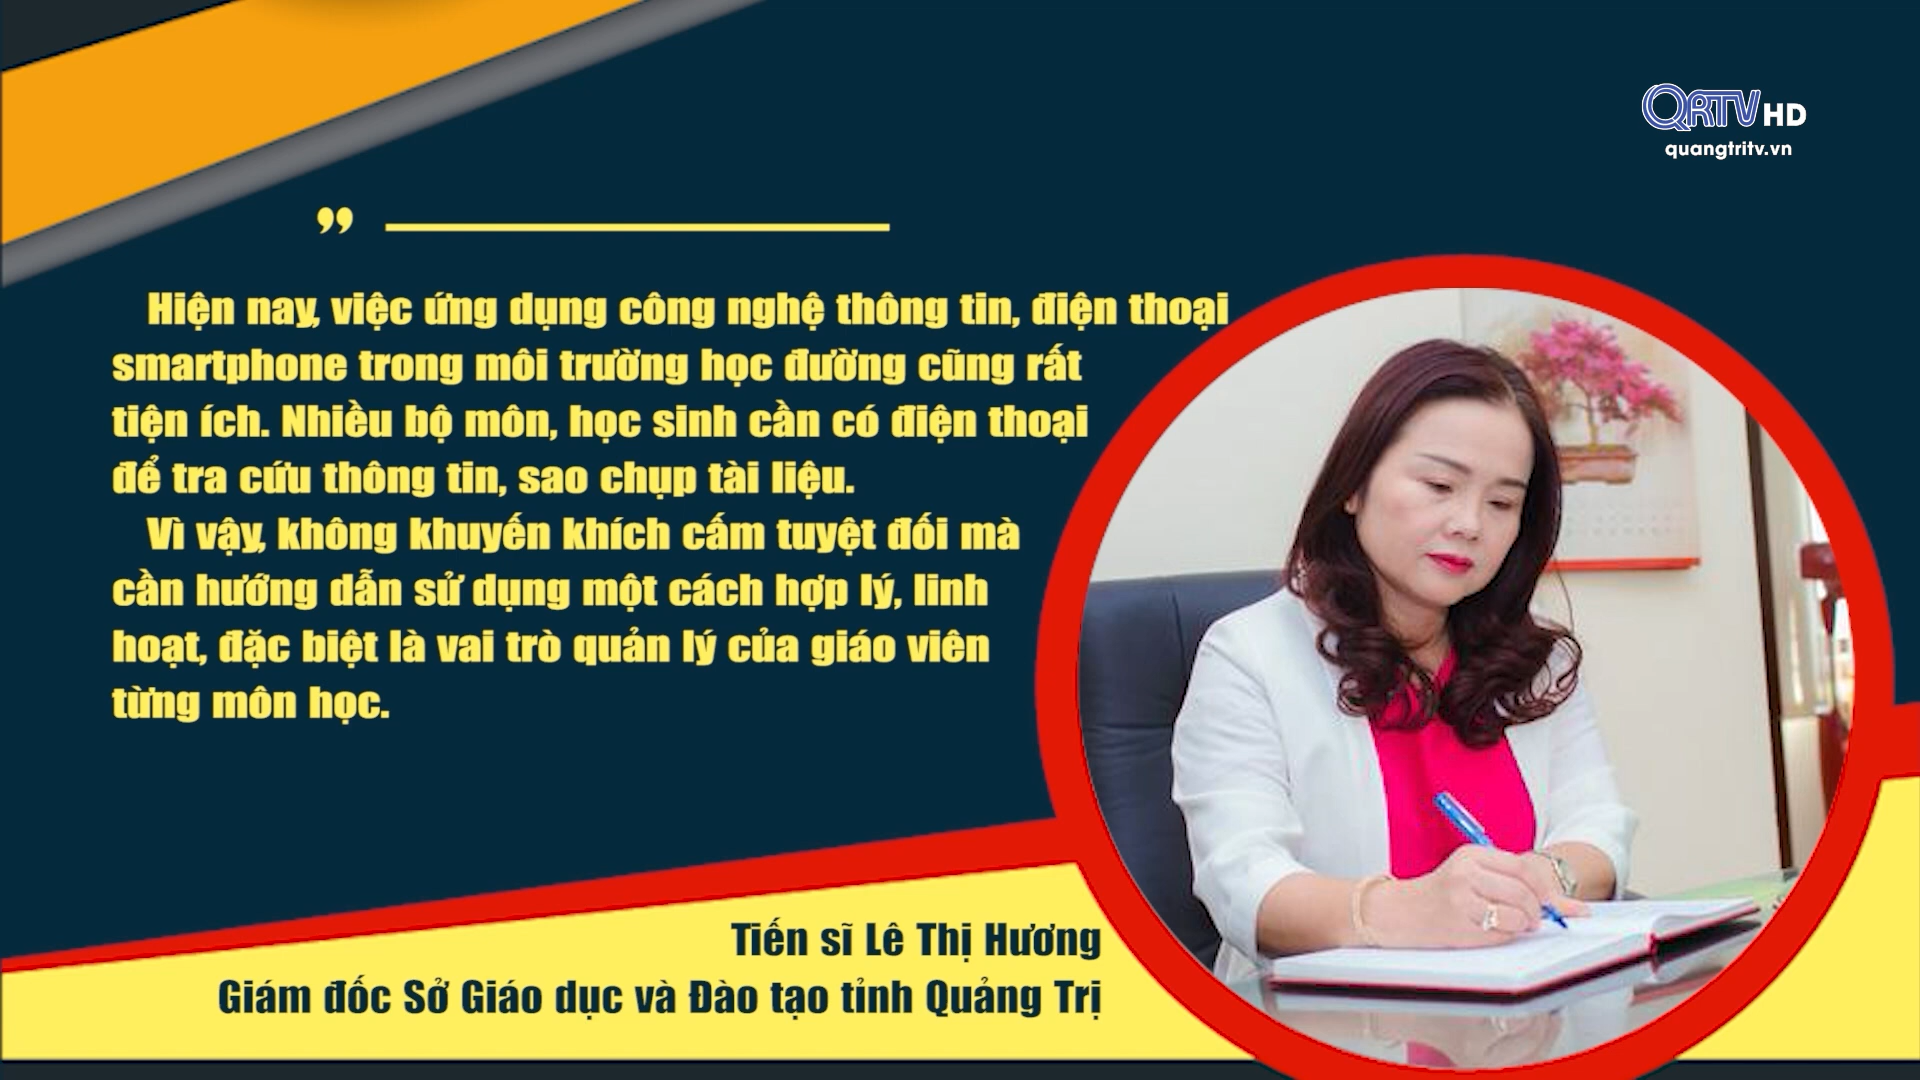 QRTV HD
quangtritv.vn
”
Hiện nay, việc ứng dụng công nghệ thông tin, điện thoại
smartphone trong môi trường học đường cũng rất
tiện ích. Nhiều bộ môn, học sinh cần có điện thoại
để tra cứu thông tin, sao chụp tài liệu.
Vì vậy, không khuyến khích cấm tuyệt đối mà
cần hướng dẫn sử dụng một cách hợp lý, linh
hoạt, đặc biệt là vai trò quản lý của giáo viên
từng môn học.
Tiến sĩ Lê Thị Hương
Giám đốc Sở Giáo dục và Đào tạo tỉnh Quảng Trị